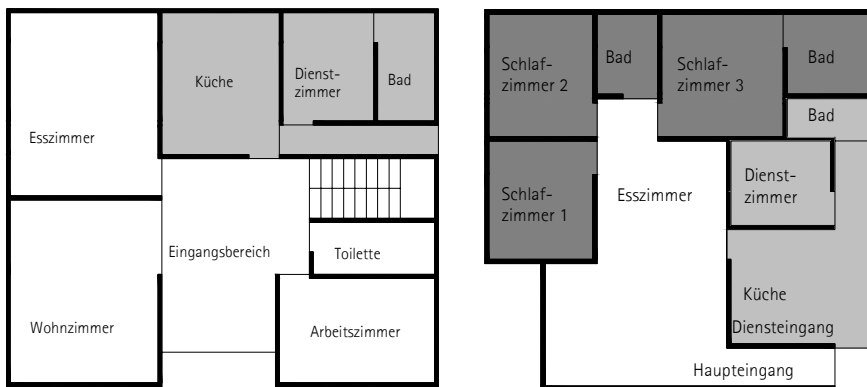 Küche
Dienst-
zimmer
Bad
Esszimmer
Eingangsbereich
Toilette
Wohnzimmer
Arbeitszimmer
Schlaf-
zimmer 2
Bad
Schlaf-
zimmer 3
Bad
Bad
Dienst-
zimmer
Schlaf-
zimmer 1
Esszimmer
Küche
Diensteingang
Haupteingang